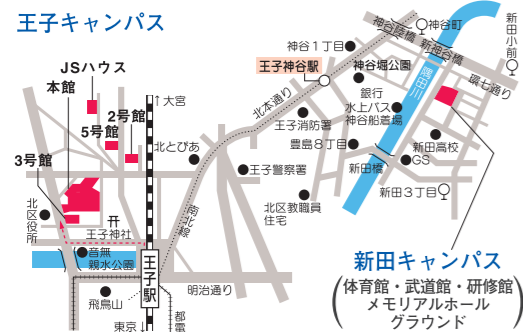 王子キャンパス
新田小前
神谷陸橋
神谷町
新神谷橋
神谷1丁目
環七通り
王子神谷駅
神谷堀公園
隅田川
JSハウス
本館
↑大宮
銀行
水上バス
神谷船着場
北本通り
2号館
5号館
王子消防署
3号館
北とぴあ
豊島8丁目
新田高校
GS
王子警察署
新田橋
新田3丁目
北区
役所
王子神社
南北線
北区教職員
住宅
音無
親水公園
王子駅
明治通り
新田キャンパス
(体育館・武道館・研修館
メモリアルホール
グラウンド)
飛鳥山
東京↓
都電